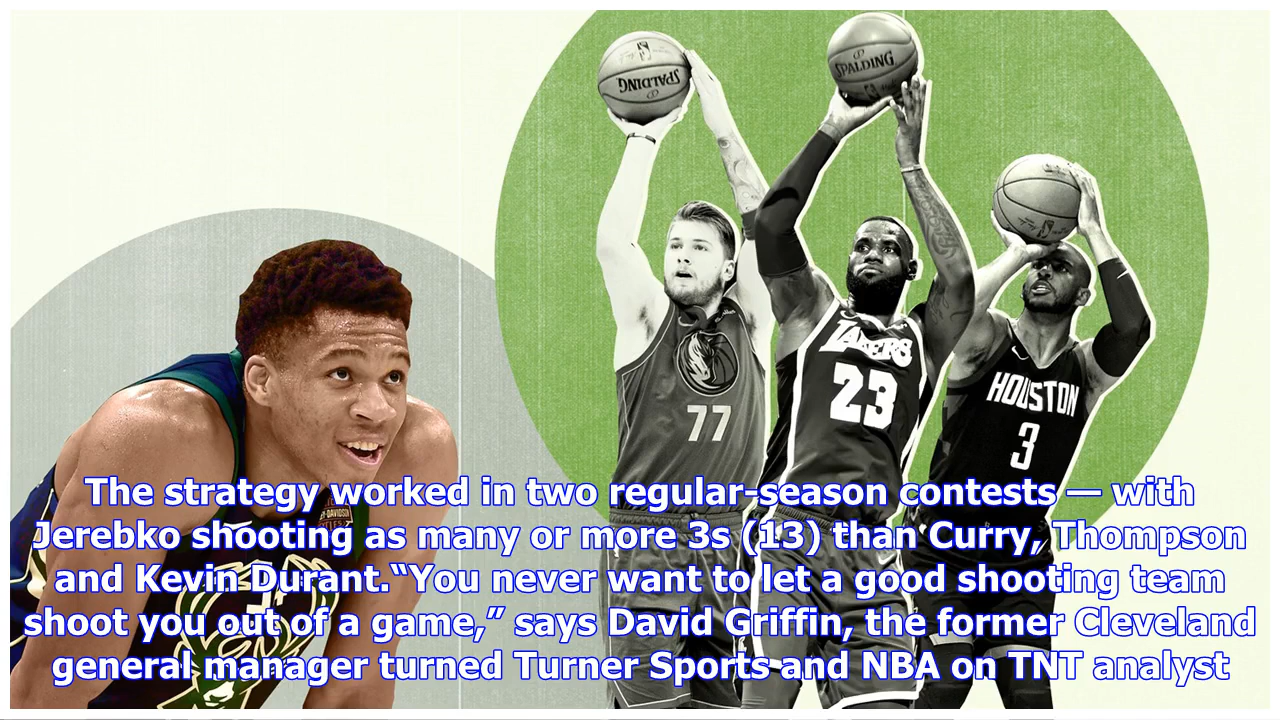 SPALDING
SPALDING
77
LAKERS
23
HOUSTON
3
The strategy worked in two regular-season contests — with
Jerebko shooting as many or more 3s (13) than Curry, Thompson
and Kevin Durant.“You never want to let a good shooting team
shoot you out of a game,” says David Griffin, the former Cleveland
general manager turned Turner Sports and NBA on TNT analyst